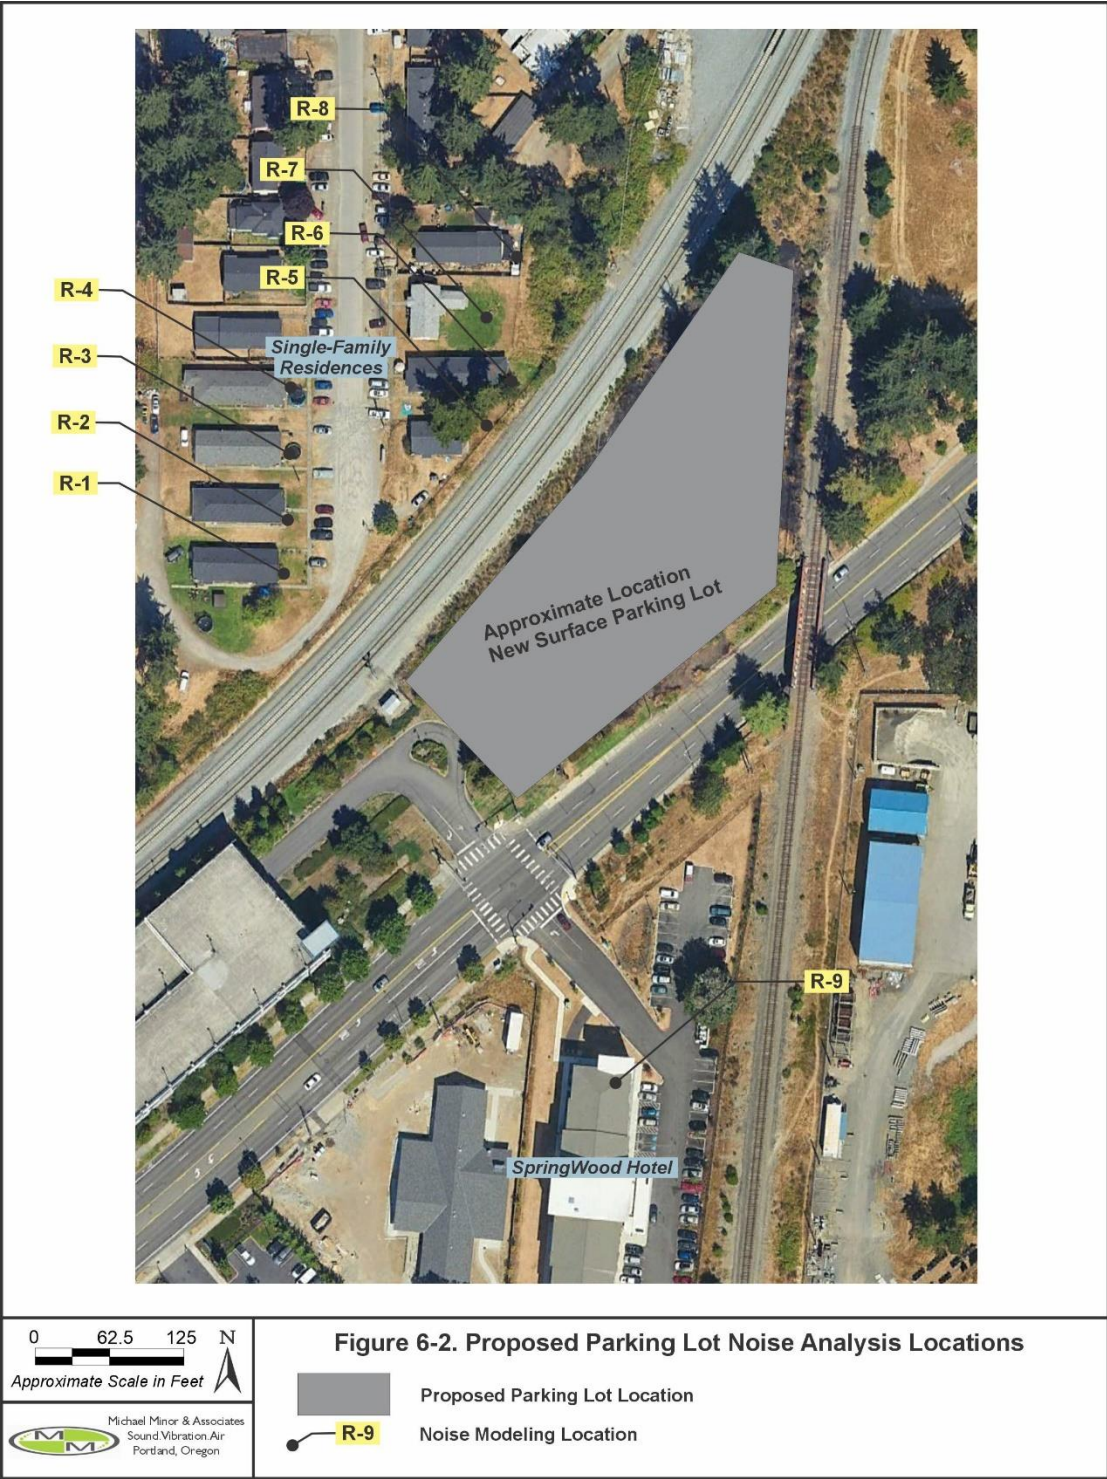 R-8
R-7
R-6
R-5
R-4
R-3
R-2
R-1
Single-Family
Residences
Approximate Location
New Surface Parking Lot
R-9
SpringWood Hotel
0 62.5 125 N
Approximate Scale in Feet
Michael Minor & Associates
Sound.Vibration.Air
Portland, Oregon
M M
Figure 6-2. Proposed Parking Lot Noise Analysis Locations
Proposed Parking Lot Location
R-9 Noise Modeling Location